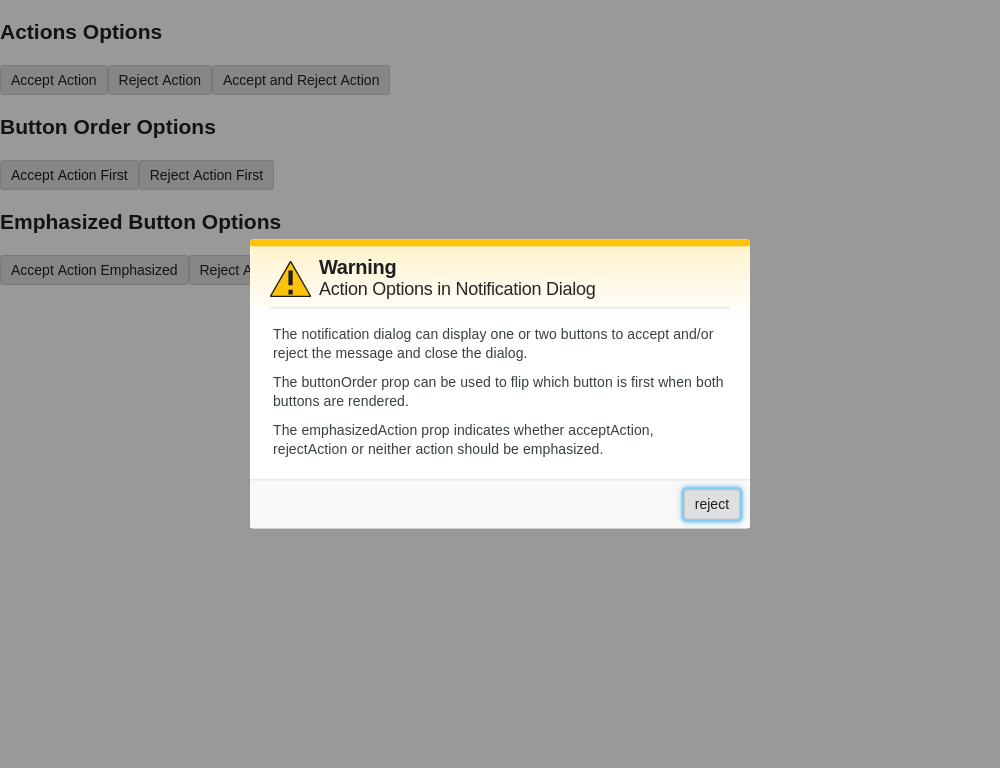 Actions Options
Accept Action Reject Action Accept and Reject Action
Button Order Options
Accept Action First Reject Action First
Emphasized Button Options
Accept Action Emphasized Reject
Warning
Action Options in Notification Dialog
The notification dialog can display one or two buttons to accept and/or
reject the message and close the dialog.
The buttonOrder prop can be used to flip which button is first when both
buttons are rendered.
The emphasizedAction prop indicates whether acceptAction,
rejectAction or neither action should be emphasized.
reject